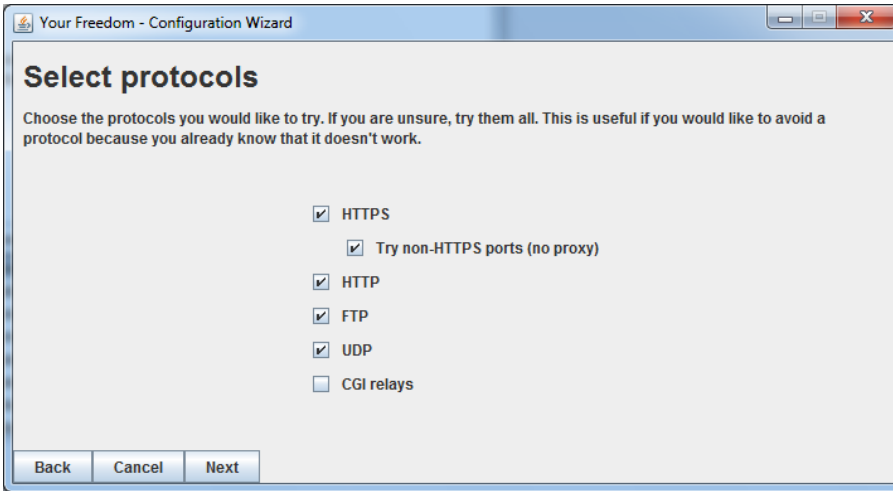 Your Freedom - Configuration Wizard
Select protocols
Choose the protocols you would like to try. If you are unsure, try them all. This is useful if you would like to avoid a
protocol because you already know that it doesn't work.
HTTPS
Try non-HTTPS ports (no proxy)
HTTP
FTP
UDP
CGI relays
Back Cancel Next